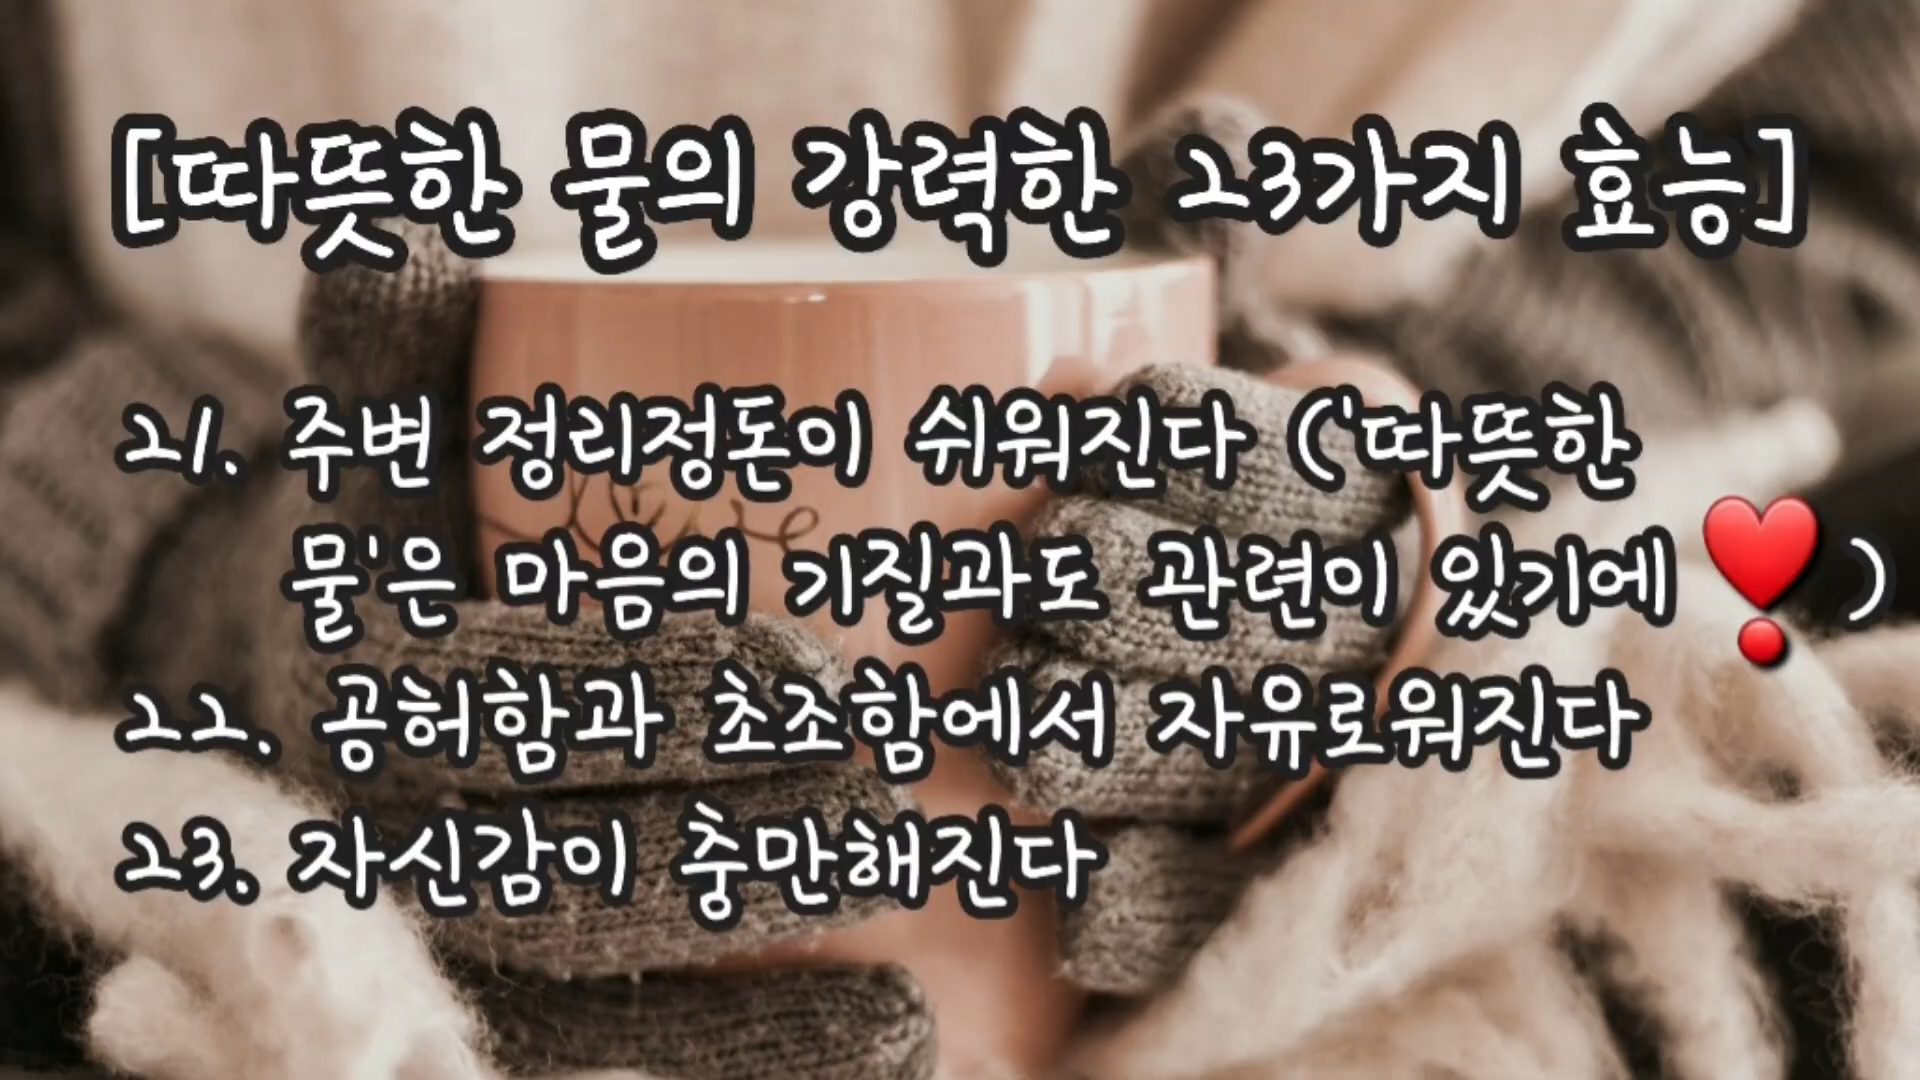 [따뜻한 물의 강력한 23가지 효능]
21. 주변 정리정돈이 쉬워진다 ('따뜻한
물'은 마음의 기질과도 관련이 있기에❣️)
22. 공허함과 초조함에서 자유로워진다
23. 자신감이 충만해진다